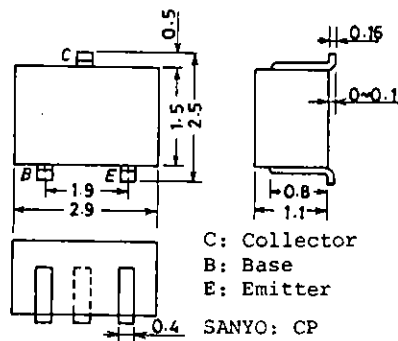 0.5
C
0.16
1.5
2.5
0~0.1
B
E
1.9
2.9
0.8
1.1
C: Collector
B: Base
E: Emitter
0.4
SANYO: CP